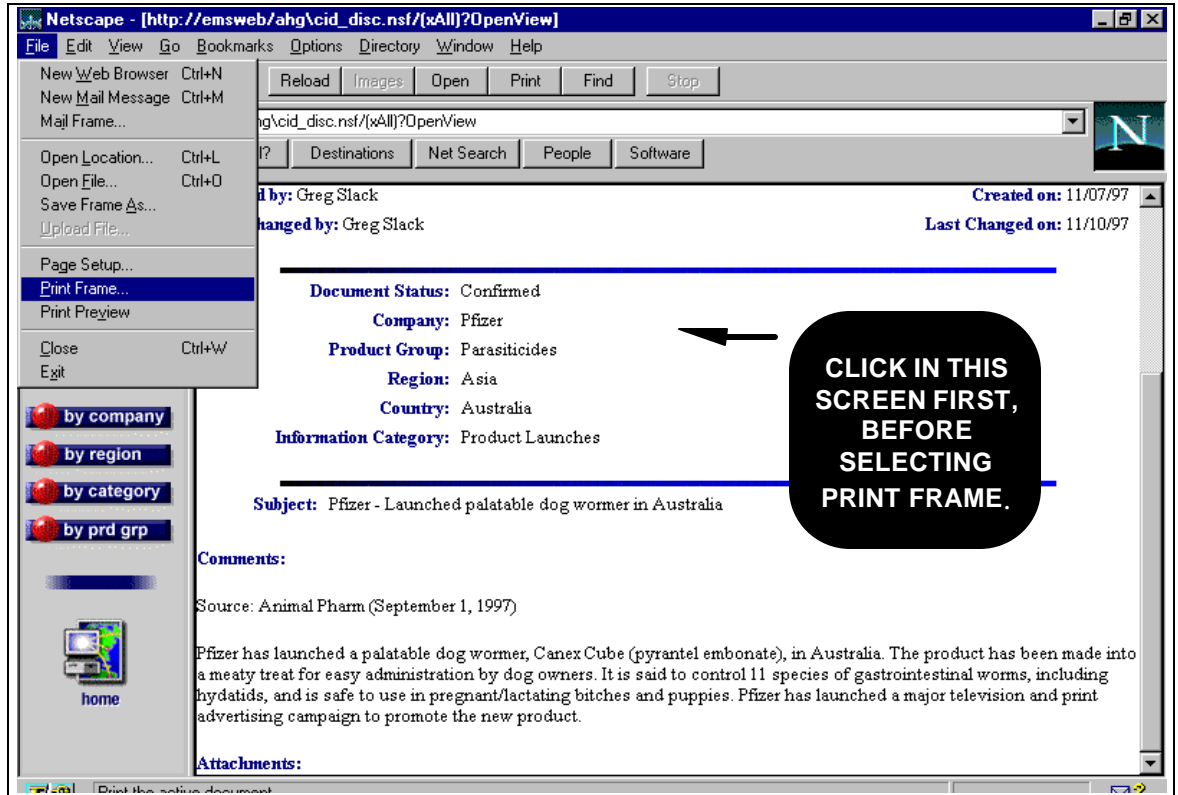 Netscape - [http://emsweb/ahg\cid_disc.nsf/(xAll)?OpenView]
File Edit View Go Bookmarks Options Directory Window Help
New Web Browser Ctrl+N
New Mail Message Ctrl+M
Mail Frame...
Open Location... Ctrl+L
Open File... Ctrl+O
Save Frame As...
Upload File...
Page Setup...
Print Frame...
Print Preview
Close Ctrl+W
Exit
Reload Images Open Print Find Stop
hg\cid_disc.nsf/(xAll)?OpenView
N
l? Destinations Net Search People Software
d by: Greg Slack Created on: 11/07/97
hanged by: Greg Slack Last Changed on: 11/10/97
Document Status: Confirmed
Company: Pfizer
Product Group: Parasiticides
Region: Asia
Country: Australia
Information Category: Product Launches
CLICK IN THIS
SCREEN FIRST,
BEFORE
SELECTING
PRINT FRAME.
by company
by region
by category
by prd grp
home
Subject: Pfizer - Launched palatable dog wormer in Australia
Comments:
Source: Animal Pharm (September 1, 1997)
Pfizer has launched a palatable dog wormer, Canex Cube (pyrantel embonate), in Australia. The product has been made into
a meaty treat for easy administration by dog owners. It is said to control 11 species of gastrointestinal worms, including
hydatids, and is safe to use in pregnant/lactating bitches and puppies. Pfizer has launched a major television and print
advertising campaign to promote the new product.
Attachments:
Print the active document